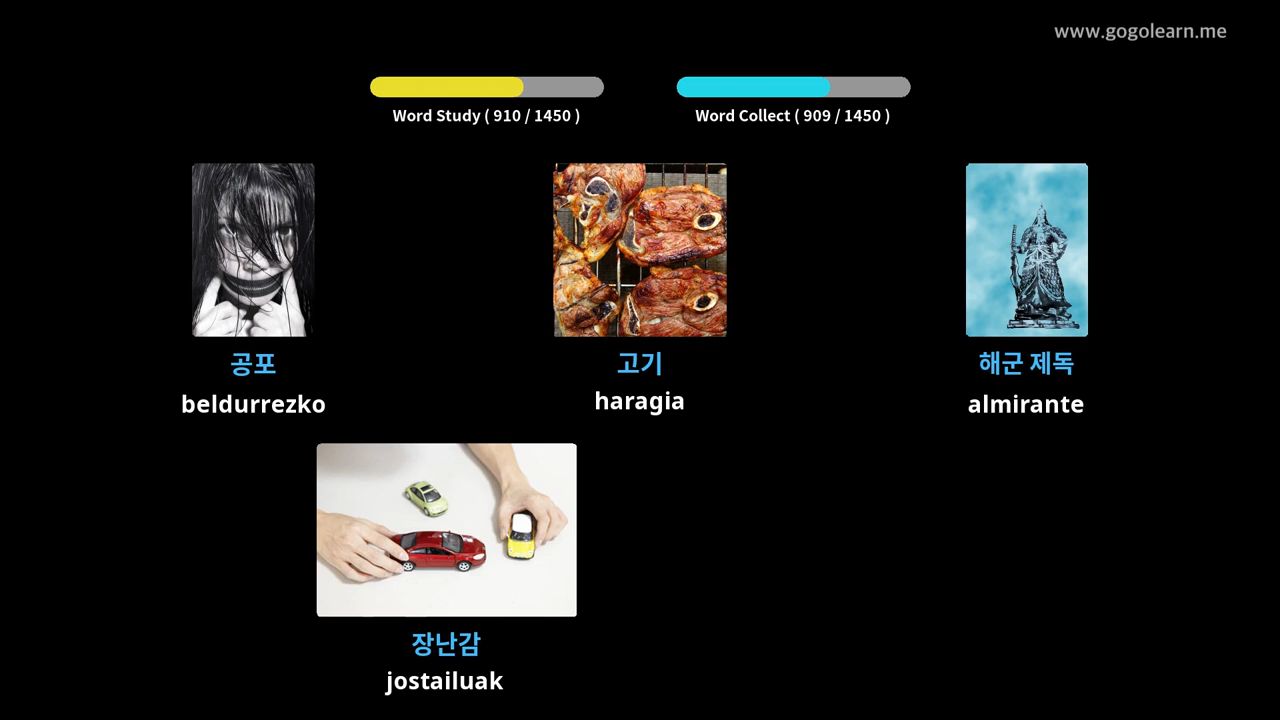 www.gogolearn.me
Word Study ( 910 / 1450 )
Word Collect ( 909 / 1450 )
공포
고기
해군 제독
beldurrezko
haragia
almirante
장난감
jostailuak